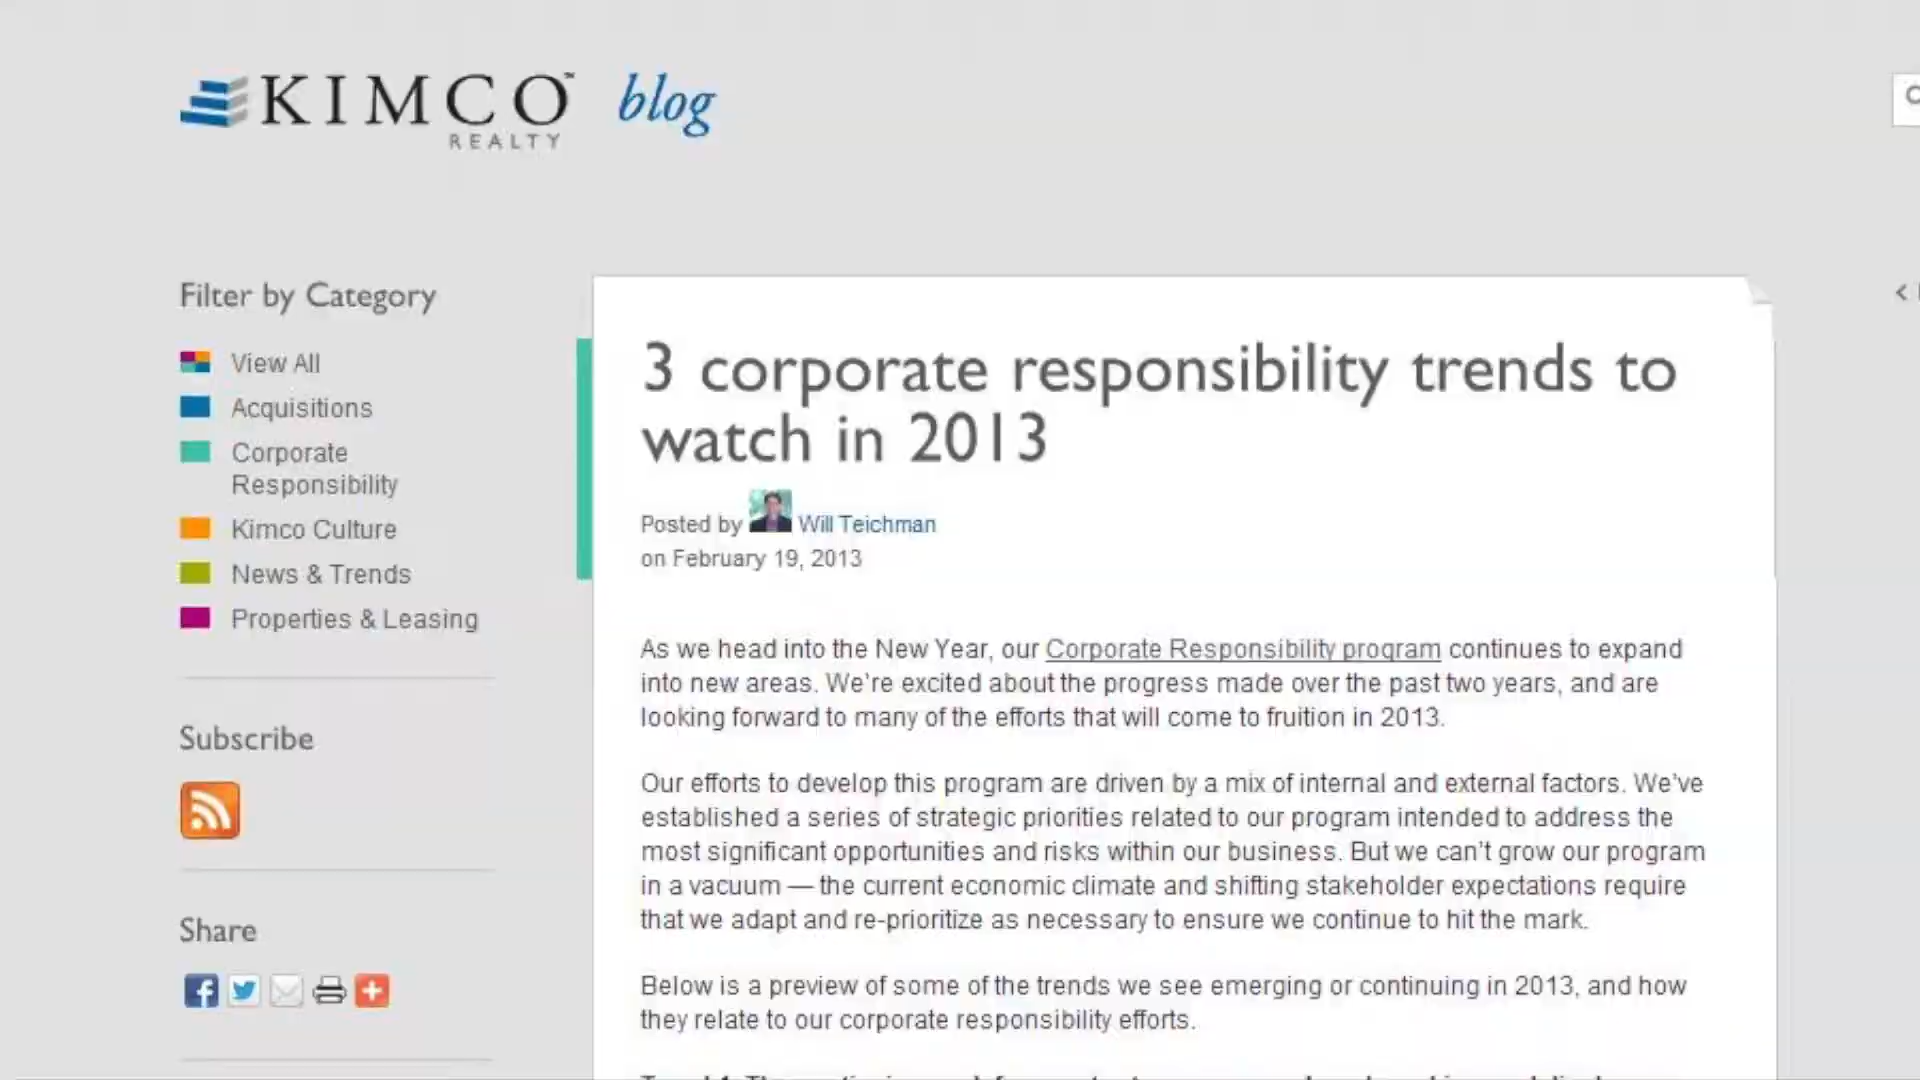 KIMCO™ blog
REALTY
Filter by Category
View All
Acquisitions
Corporate
Responsibility
Kimco Culture
News & Trends
Properties & Leasing
Subscribe
Share
3 corporate responsibility trends to
watch in 2013
Posted by Will Teichman
on February 19, 2013
As we head into the New Year, our Corporate Responsibility program continues to expand
into new areas. We're excited about the progress made over the past two years, and are
looking forward to many of the efforts that will come to fruition in 2013.
Our efforts to develop this program are driven by a mix of internal and external factors. We've
established a series of strategic priorities related to our program intended to address the
most significant opportunities and risks within our business. But we can't grow our program
in a vacuum — the current economic climate and shifting stakeholder expectations require
that we adapt and re-prioritize as necessary to ensure we continue to hit the mark.
Below is a preview of some of the trends we see emerging or continuing in 2013, and how
they relate to our corporate responsibility efforts.